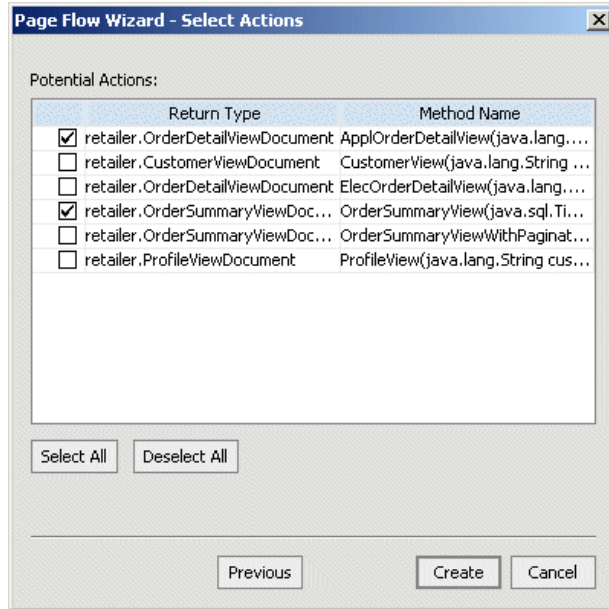 Page Flow Wizard - Select Actions
Potential Actions:
Return Type Method Name
retailer.OrderDetailViewDocument ApplOrderDetailView(java.lang....
retailer.CustomerViewDocument CustomerView(java.lang.String ...
retailer.OrderDetailViewDocument ElecOrderDetailView(java.lang....
retailer.OrderSummaryViewDoc... OrderSummaryView(java.sql.Ti...
retailer.OrderSummaryViewDoc... OrderSummaryViewWithPaginat...
retailer.ProfileViewDocument ProfileView(java.lang.String cus...
Select All Deselect All
Previous Create Cancel